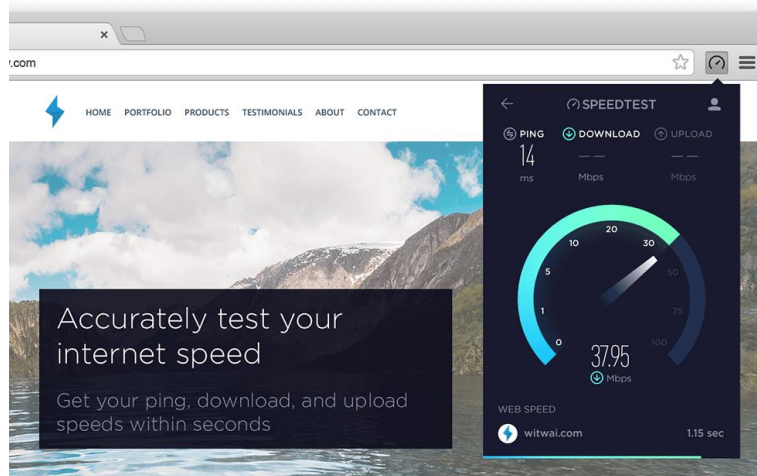 .com
HOME PORTFOLIO PRODUCTS TESTIMONIALS ABOUT CONTACT
Accurately test your
internet speed
Get your ping, download, and upload
speeds within seconds
SPEEDTEST
PING DOWNLOAD UPLOAD
14 — — — —
ms Mbps Mbps
0
1
5
10
20
30
50
75
100
37.95
Mbps
WEB SPEED
witwai.com 1.15 sec